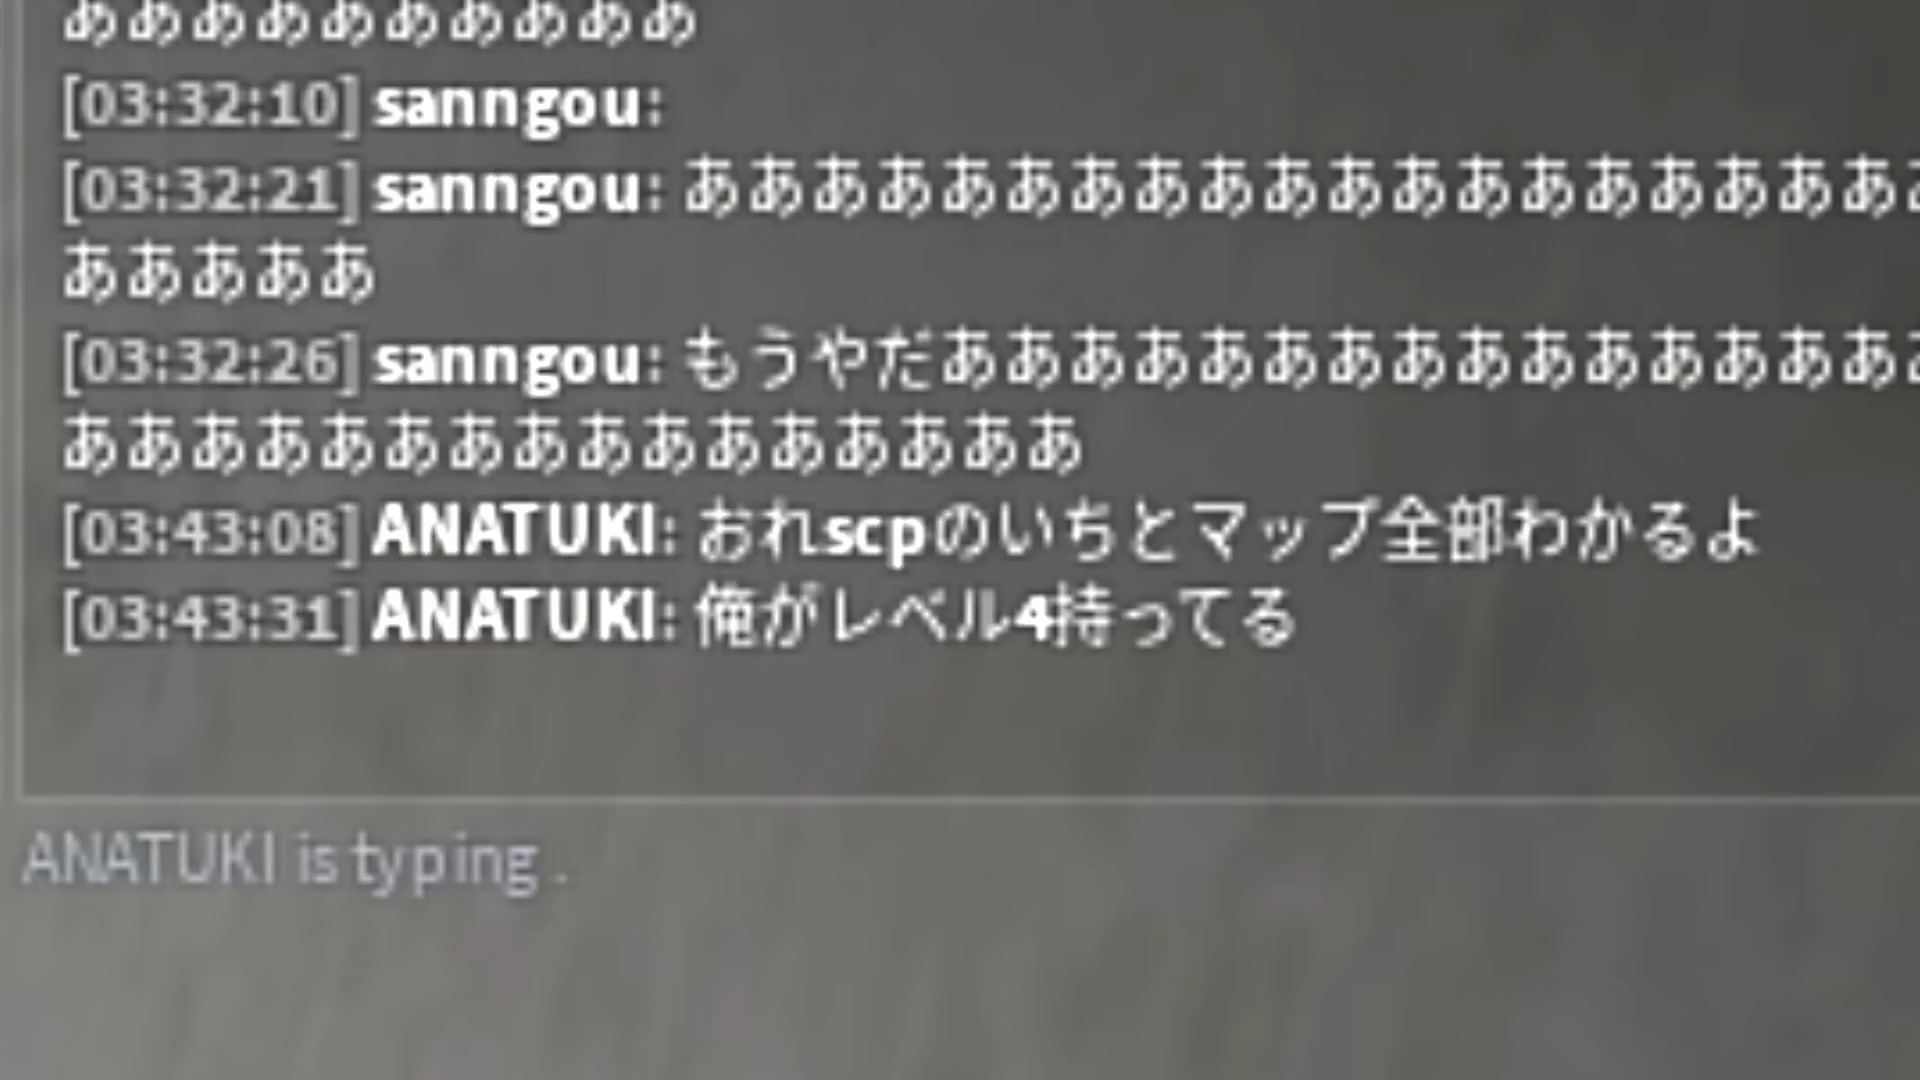 ああああああああああ
[03:32:10] sanngou:
[03:32:21] sanngou: あああああああああああああああああああ
あああああ
[03:32:26] sanngou: もうやだあああああああああああああああ
ああああああああああああああああ
[03:43:08] ANATUKI: おれscpのいちとマップ全部わかるよ
[03:43:31] ANATUKI: 俺がレベル4持ってる
ANATUKI is typing .